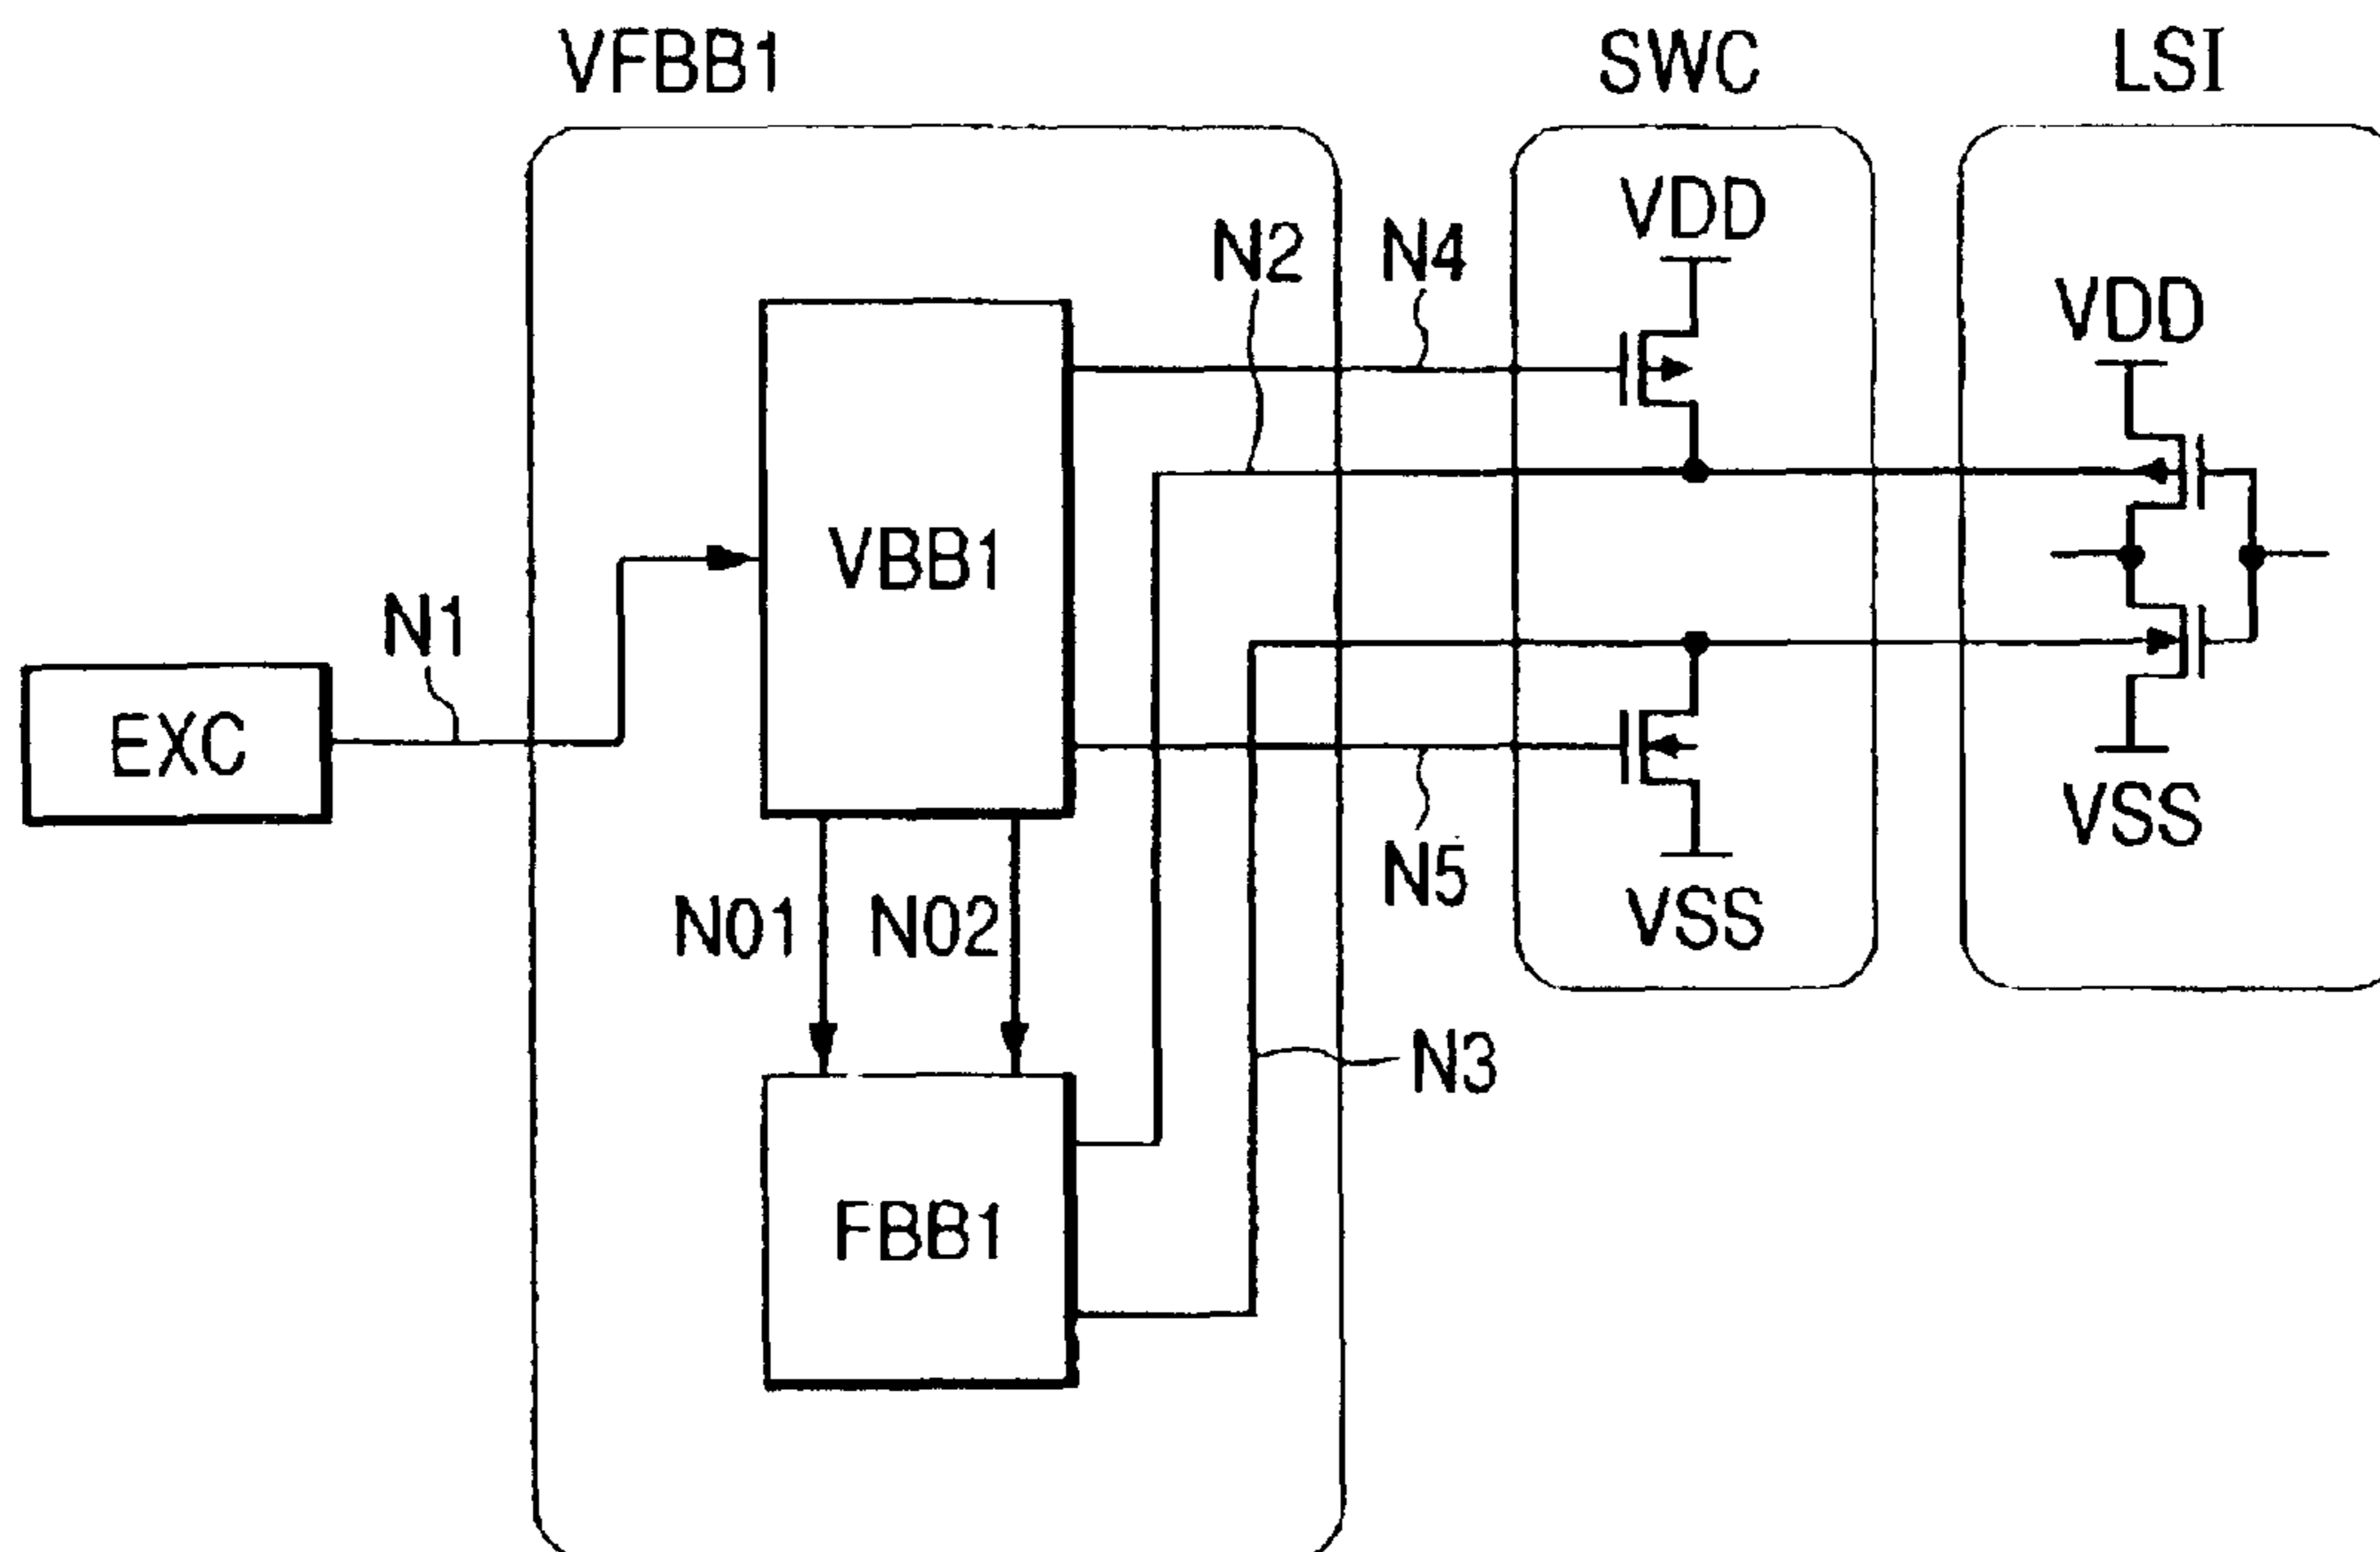 VFBB1
SWC
LSI
VDD
N2
N4
VDD
VBB1
N1
EXC
N5
VSS
VSS
N01
N02
N3
FBB1